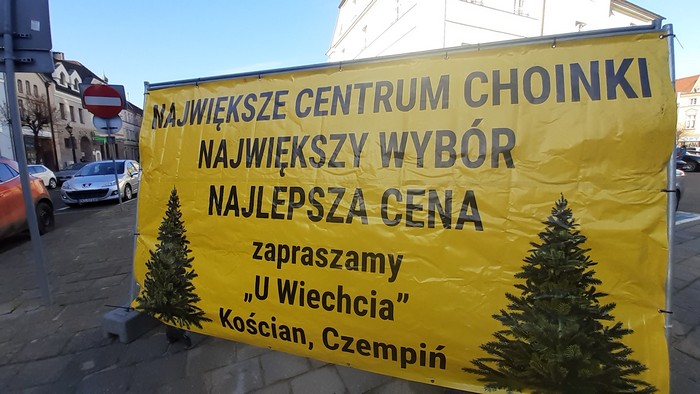 NAJWIĘKSZE CENTRUM CHOINKI
NAJWIĘKSZY WYBÓR
NAJLEPSZA CENA
zapraszamy
„U Wiechcia”
Kościan, Czempiń